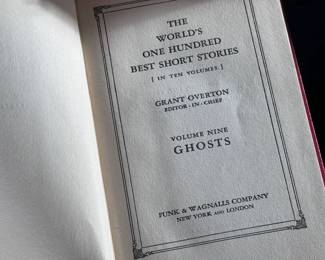 THE
WORLD'S
ONE HUNDRED
BEST SHORT STORIES
[ IN TEN VOLUMES ]
GRANT OVERTON
EDITOR-IN-CHIEF
VOLUME NINE
GHOSTS
FUNK & WAGNALLS COMPANY
NEW YORK AND LONDON